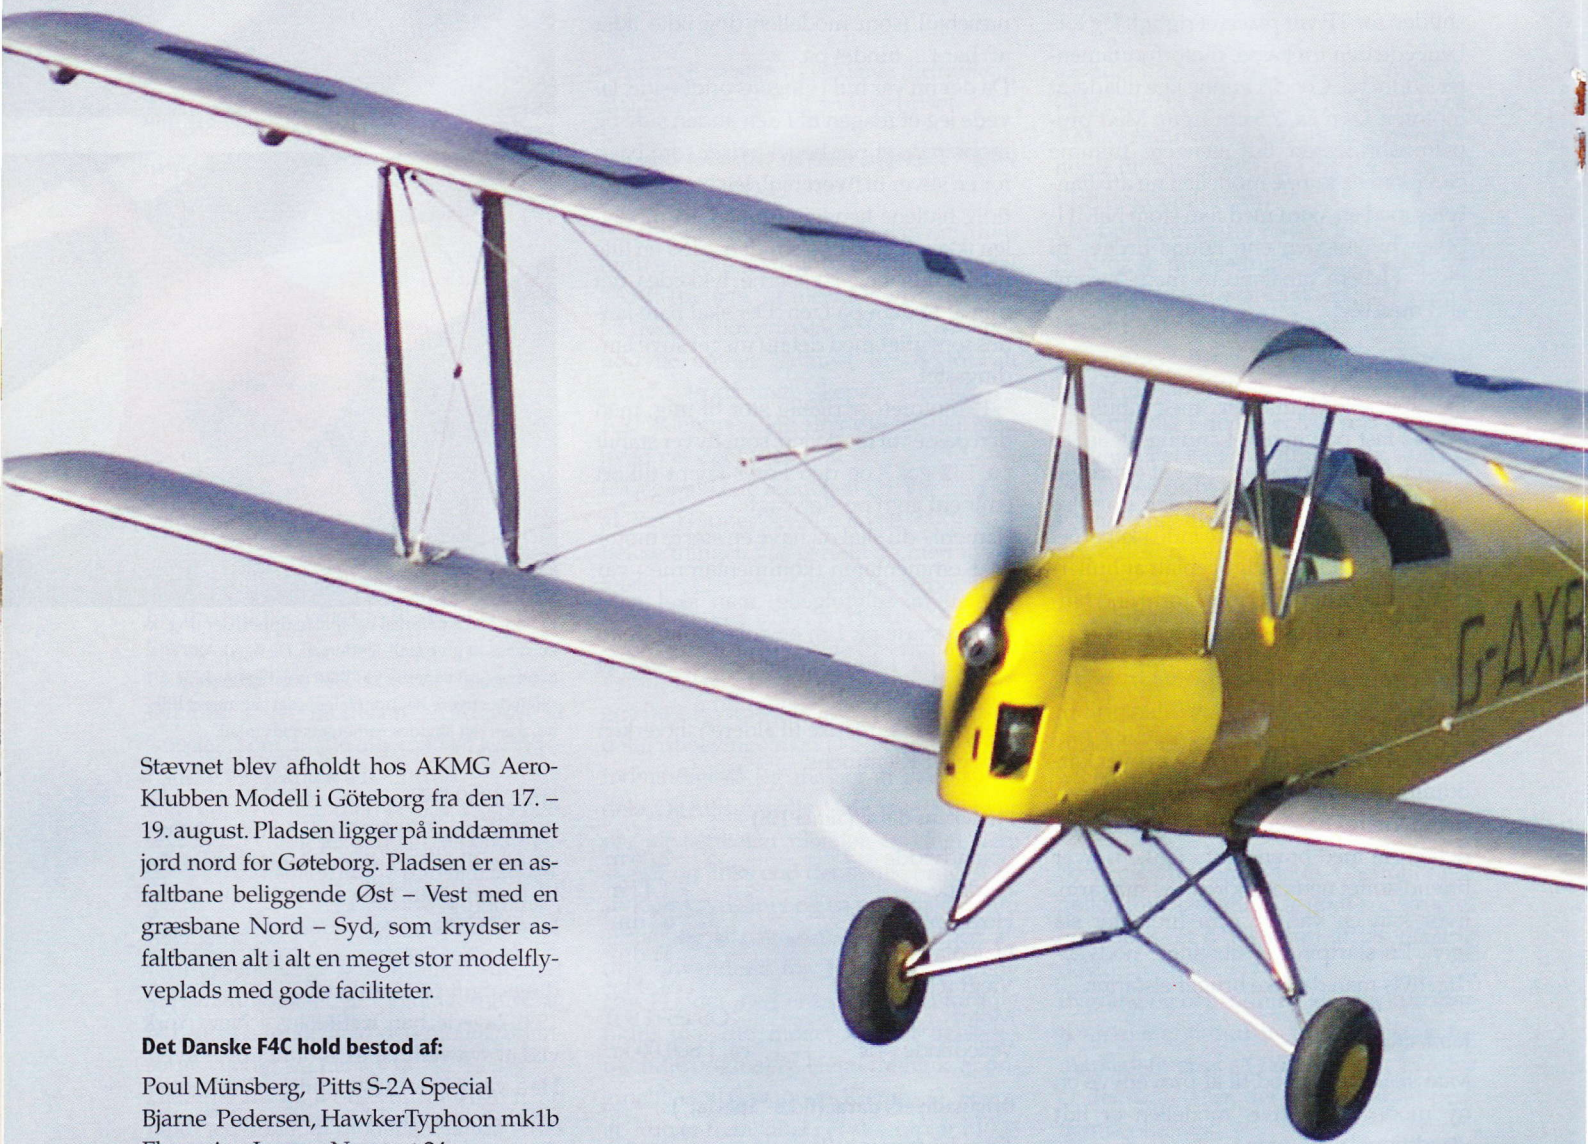 G-AXB
Stævnet blev afholdt hos AKMG Aero-
Klubben Modell i Göteborg fra den 17. –
19. august. Pladsen ligger på inddæmmet
jord nord for Gøteborg. Pladsen er en as-
faltbane beliggende Øst – Vest med en
græsbane Nord – Syd, som krydser as-
faltbanen alt i alt en meget stor modelfly-
veplads med gode faciliteter.
Det Danske F4C hold bestod af:
Poul Münsberg, Pitts S-2A Special
Bjarne Pedersen, HawkerTyphoon mk1b